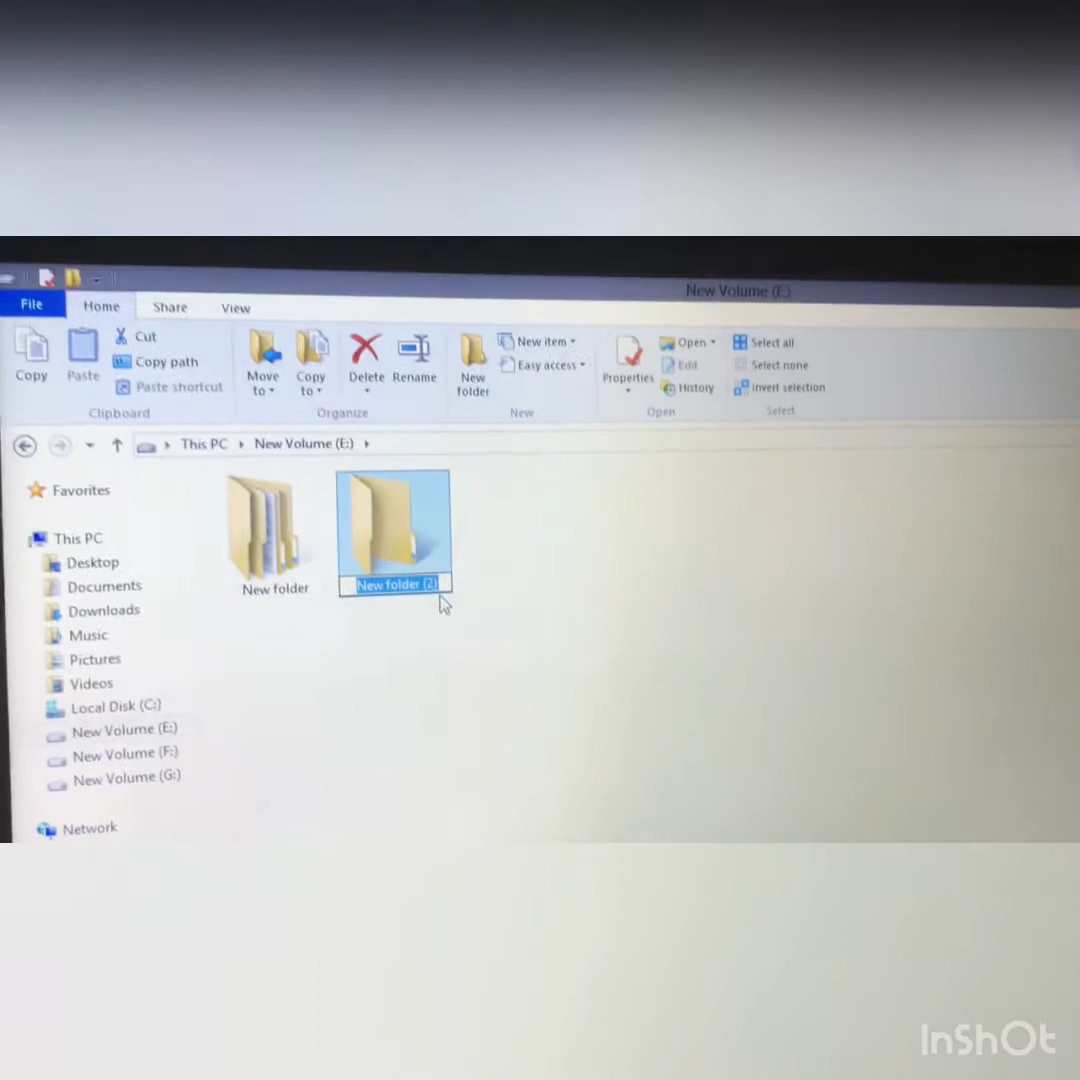 New Volume (E:)
File Home Share View
Copy
Paste
Cut
Copy path
Paste shortcut
Clipboard
Move to
Copy to
Delete
Rename
Organize
New folder
New item
Easy access
New
Properties
Open
Edit
History
Open
Select all
Select none
Invert selection
Select
This PC New Volume (E:)
Favorites
This PC
Desktop
Documents
Downloads
Music
Pictures
Videos
Local Disk (C:)
New Volume (E:)
New Volume (F:)
New Volume (G:)
Network
New folder
New folder (2)
InShOt